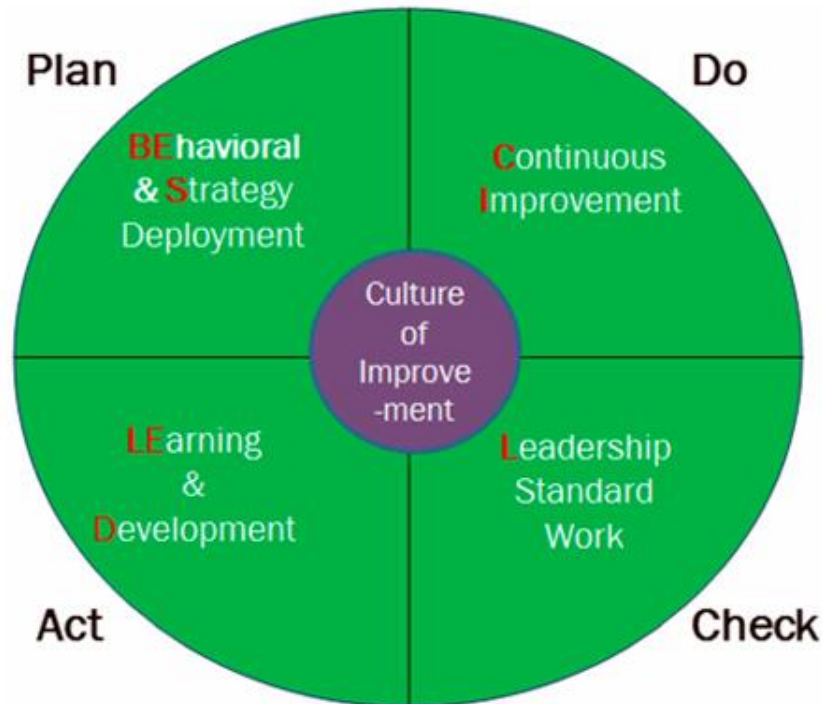 Plan
BEhavioral
& Strategy
Deployment
Do
Continuous
Improvement
Culture
of
Improve
-ment
LEarning
&
Development
Act
Leadership
Standard
Work
Check